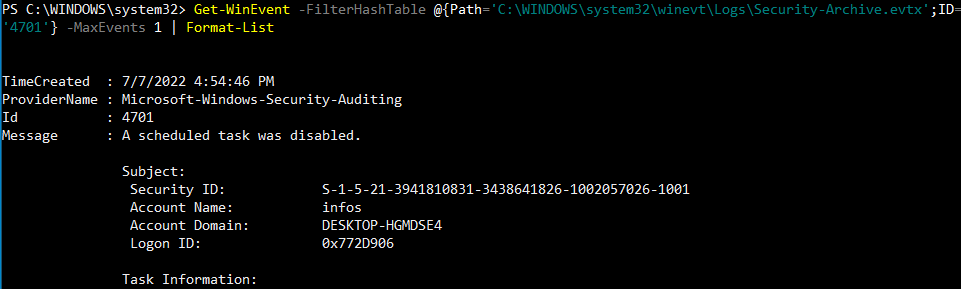 PS C:\WINDOWS\system32> Get-WinEvent -FilterHashTable @{Path='C:\WINDOWS\system32\winevt\Logs\Security-Archive.evtx';ID=
'4701'} -MaxEvents 1 | Format-List
TimeCreated  : 7/7/2022 4:54:46 PM
ProviderName : Microsoft-Windows-Security-Auditing
Id           : 4701
Message      : A scheduled task was disabled.
Subject:
Security ID: S-1-5-21-3941810831-3438641826-1002057026-1001
Account Name: infos
Account Domain: DESKTOP-HGMDSE4
Logon ID: 0x772D906
Task Information: